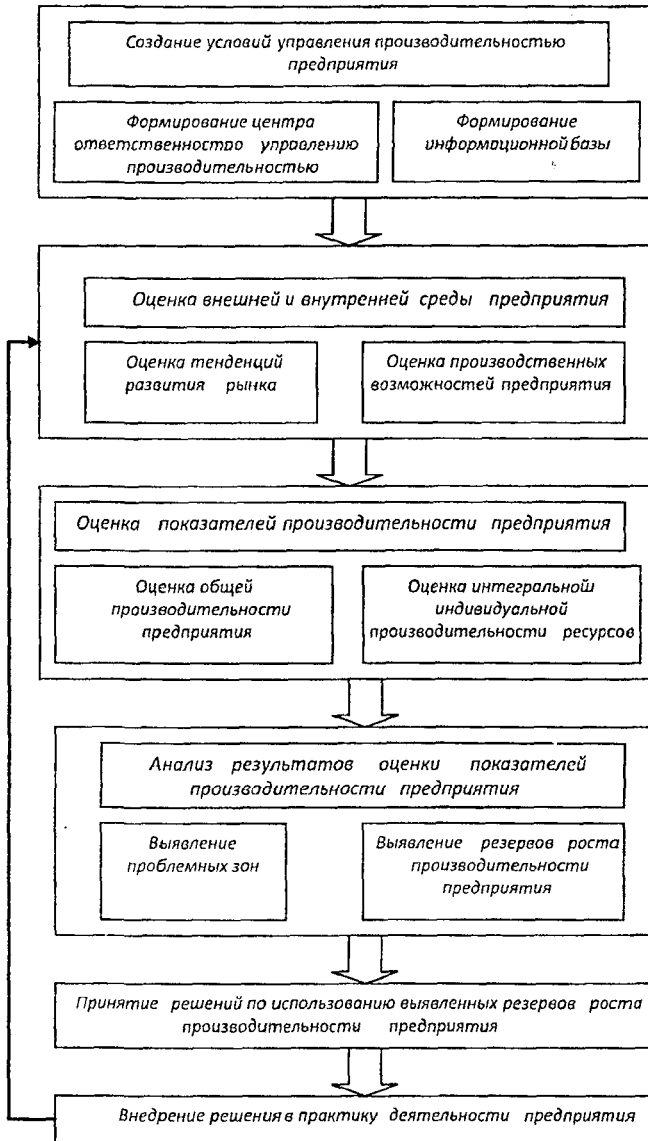 Создание условий управления производительностью
предприятия
Формирование центра
ответственностио управлению
производительностью
Формирование
информационной базы
Оценка внешней и внутренней среды предприятия
Оценка тенденций
развития рынка
Оценка производственных
возможностей предприятия
Оценка показателей производительности предприятия
Оценка общей
производительности
предприятия
Оценка интегральной
индивидуальной
производительности ресурсов
Анализ результатов оценки показателей
производительности предприятия
Выявление
проблемных зон
Выявление резервов роста
производительности
предприятия
Принятие решений по использованию выявленных резервов роста
производительности предприятия
Внедрение решения в практику деятельности предприятия